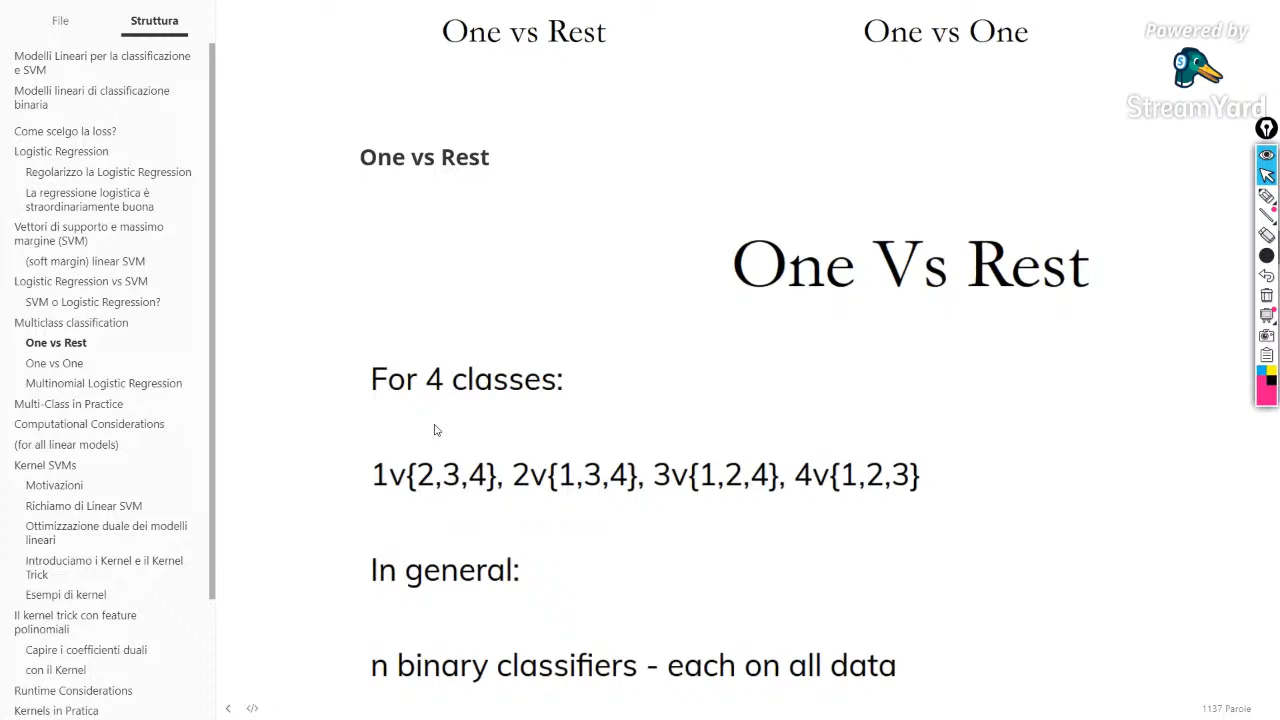 File
Struttura
Modelli Lineari per la classificazione
e SVM
Modelli lineari di classificazione
binaria
Come scelgo la loss?
Logistic Regression
Regolarizzo la Logistic Regression
La regressione logistica è
straordinariamente buona
Vettori di supporto e massimo
margine (SVM)
(soft margin) linear SVM
Logistic Regression vs SVM
SVM o Logistic Regression?
Multiclass classification
One vs Rest
One vs One
Multinomial Logistic Regression
Multi-Class in Practice
Computational Considerations
(for all linear models)
Kernel SVMs
Motivazioni
Richiamo di Linear SVM
Ottimizzazione duale dei modelli
lineari
Introduciamo i Kernel e il Kernel
Trick
Esempi di kernel
Il kernel trick con feature
polinomiali
Capire i coefficienti duali
con il Kernel
Runtime Considerations
Kernels in Pratica
One vs Rest
One vs One
One vs Rest
One Vs Rest
For 4 classes:
1v{2,3,4}, 2v{1,3,4}, 3v{1,2,4}, 4v{1,2,3}
In general:
n binary classifiers - each on all data
Powered by
StreamYard
1137 Parole